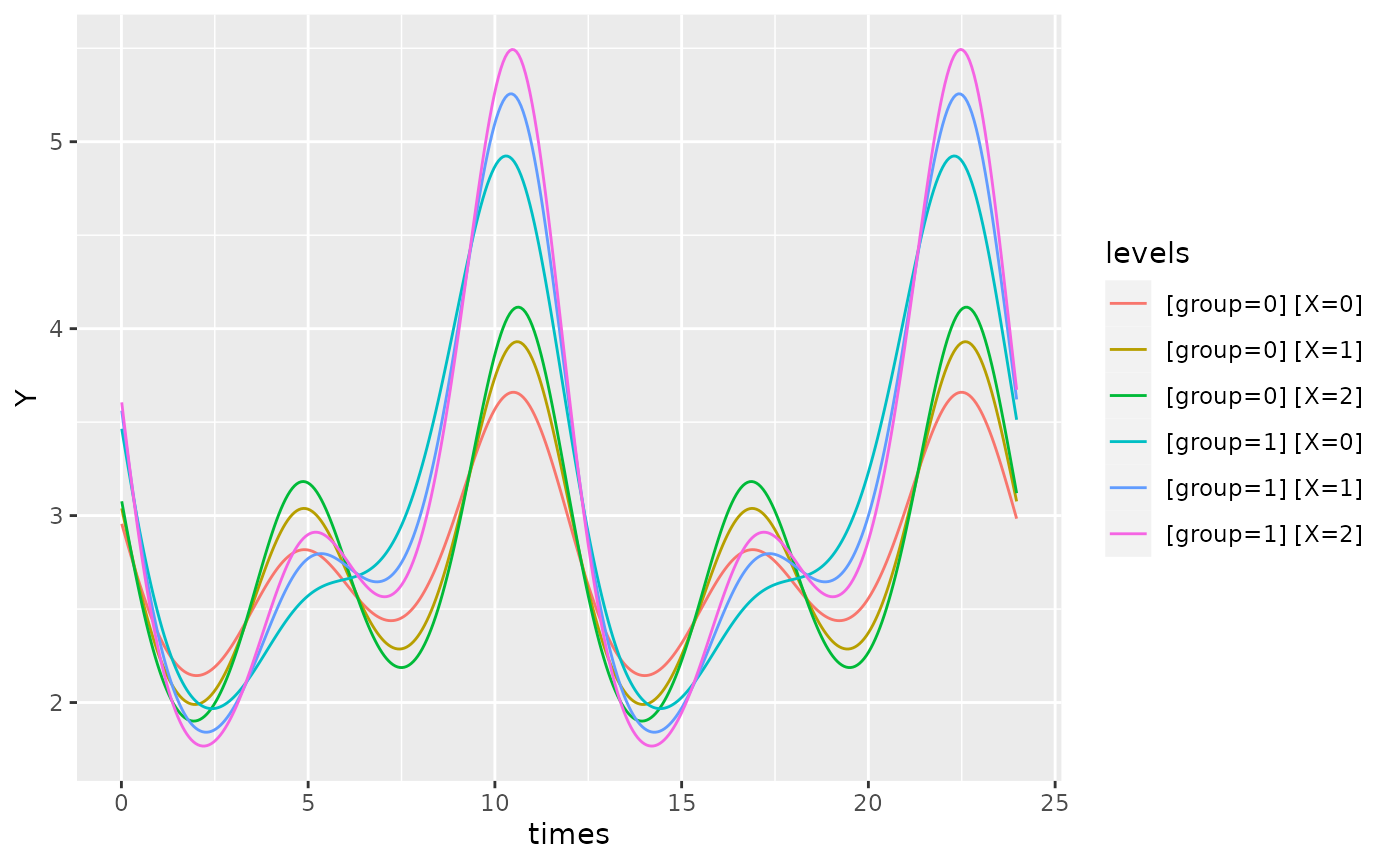 5
4
3
2
Y
0
5
10
15
20
25
times
levels
[group=0] [X=0]
[group=0] [X=1]
[group=0] [X=2]
[group=1] [X=0]
[group=1] [X=1]
[group=1] [X=2]